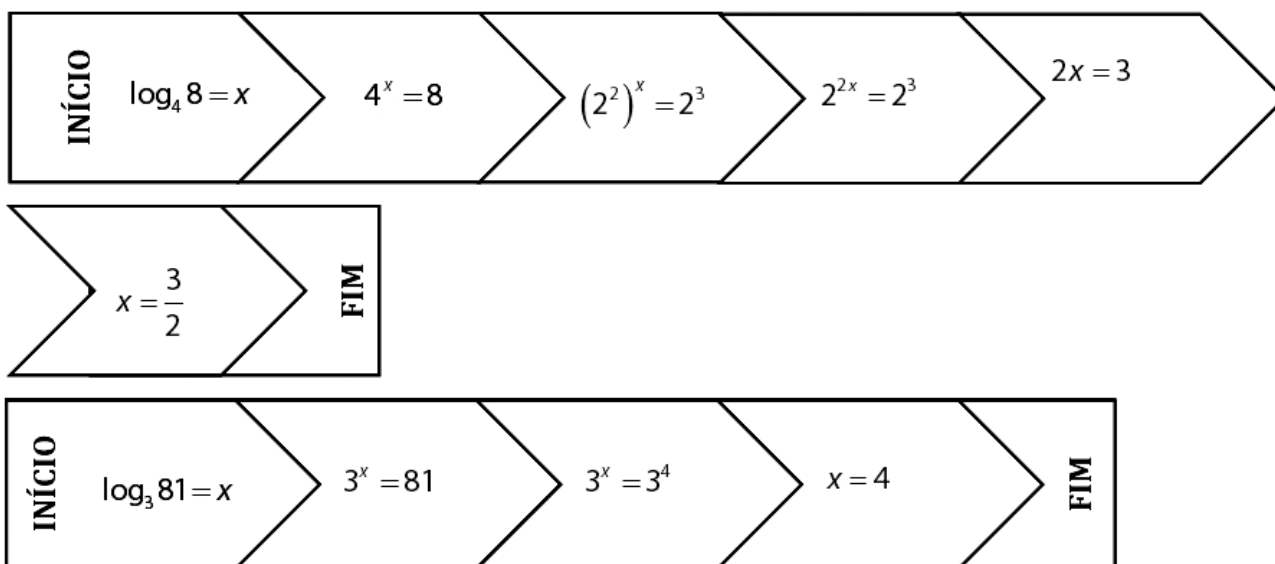 INÍCIO log₄ 8 = x 4ˣ = 8 (2²)ˣ = 2³ 2²ˣ = 2³ 2x = 3
x = 3/2 FIM
INÍCIO log₃ 81 = x 3ˣ = 81 3ˣ = 3⁴ x = 4 FIM